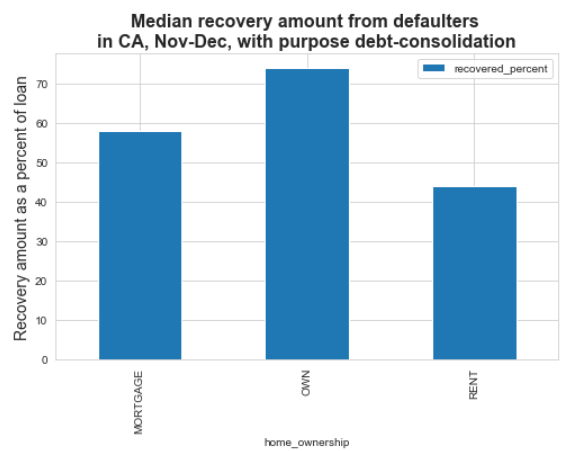 Median recovery amount from defaulters
in CA, Nov-Dec, with purpose debt-consolidation
recovered_percent
Recovery amount as a percent of loan
70
60
50
40
30
20
10
0
MORTGAGE
OWN
RENT
home_ownership